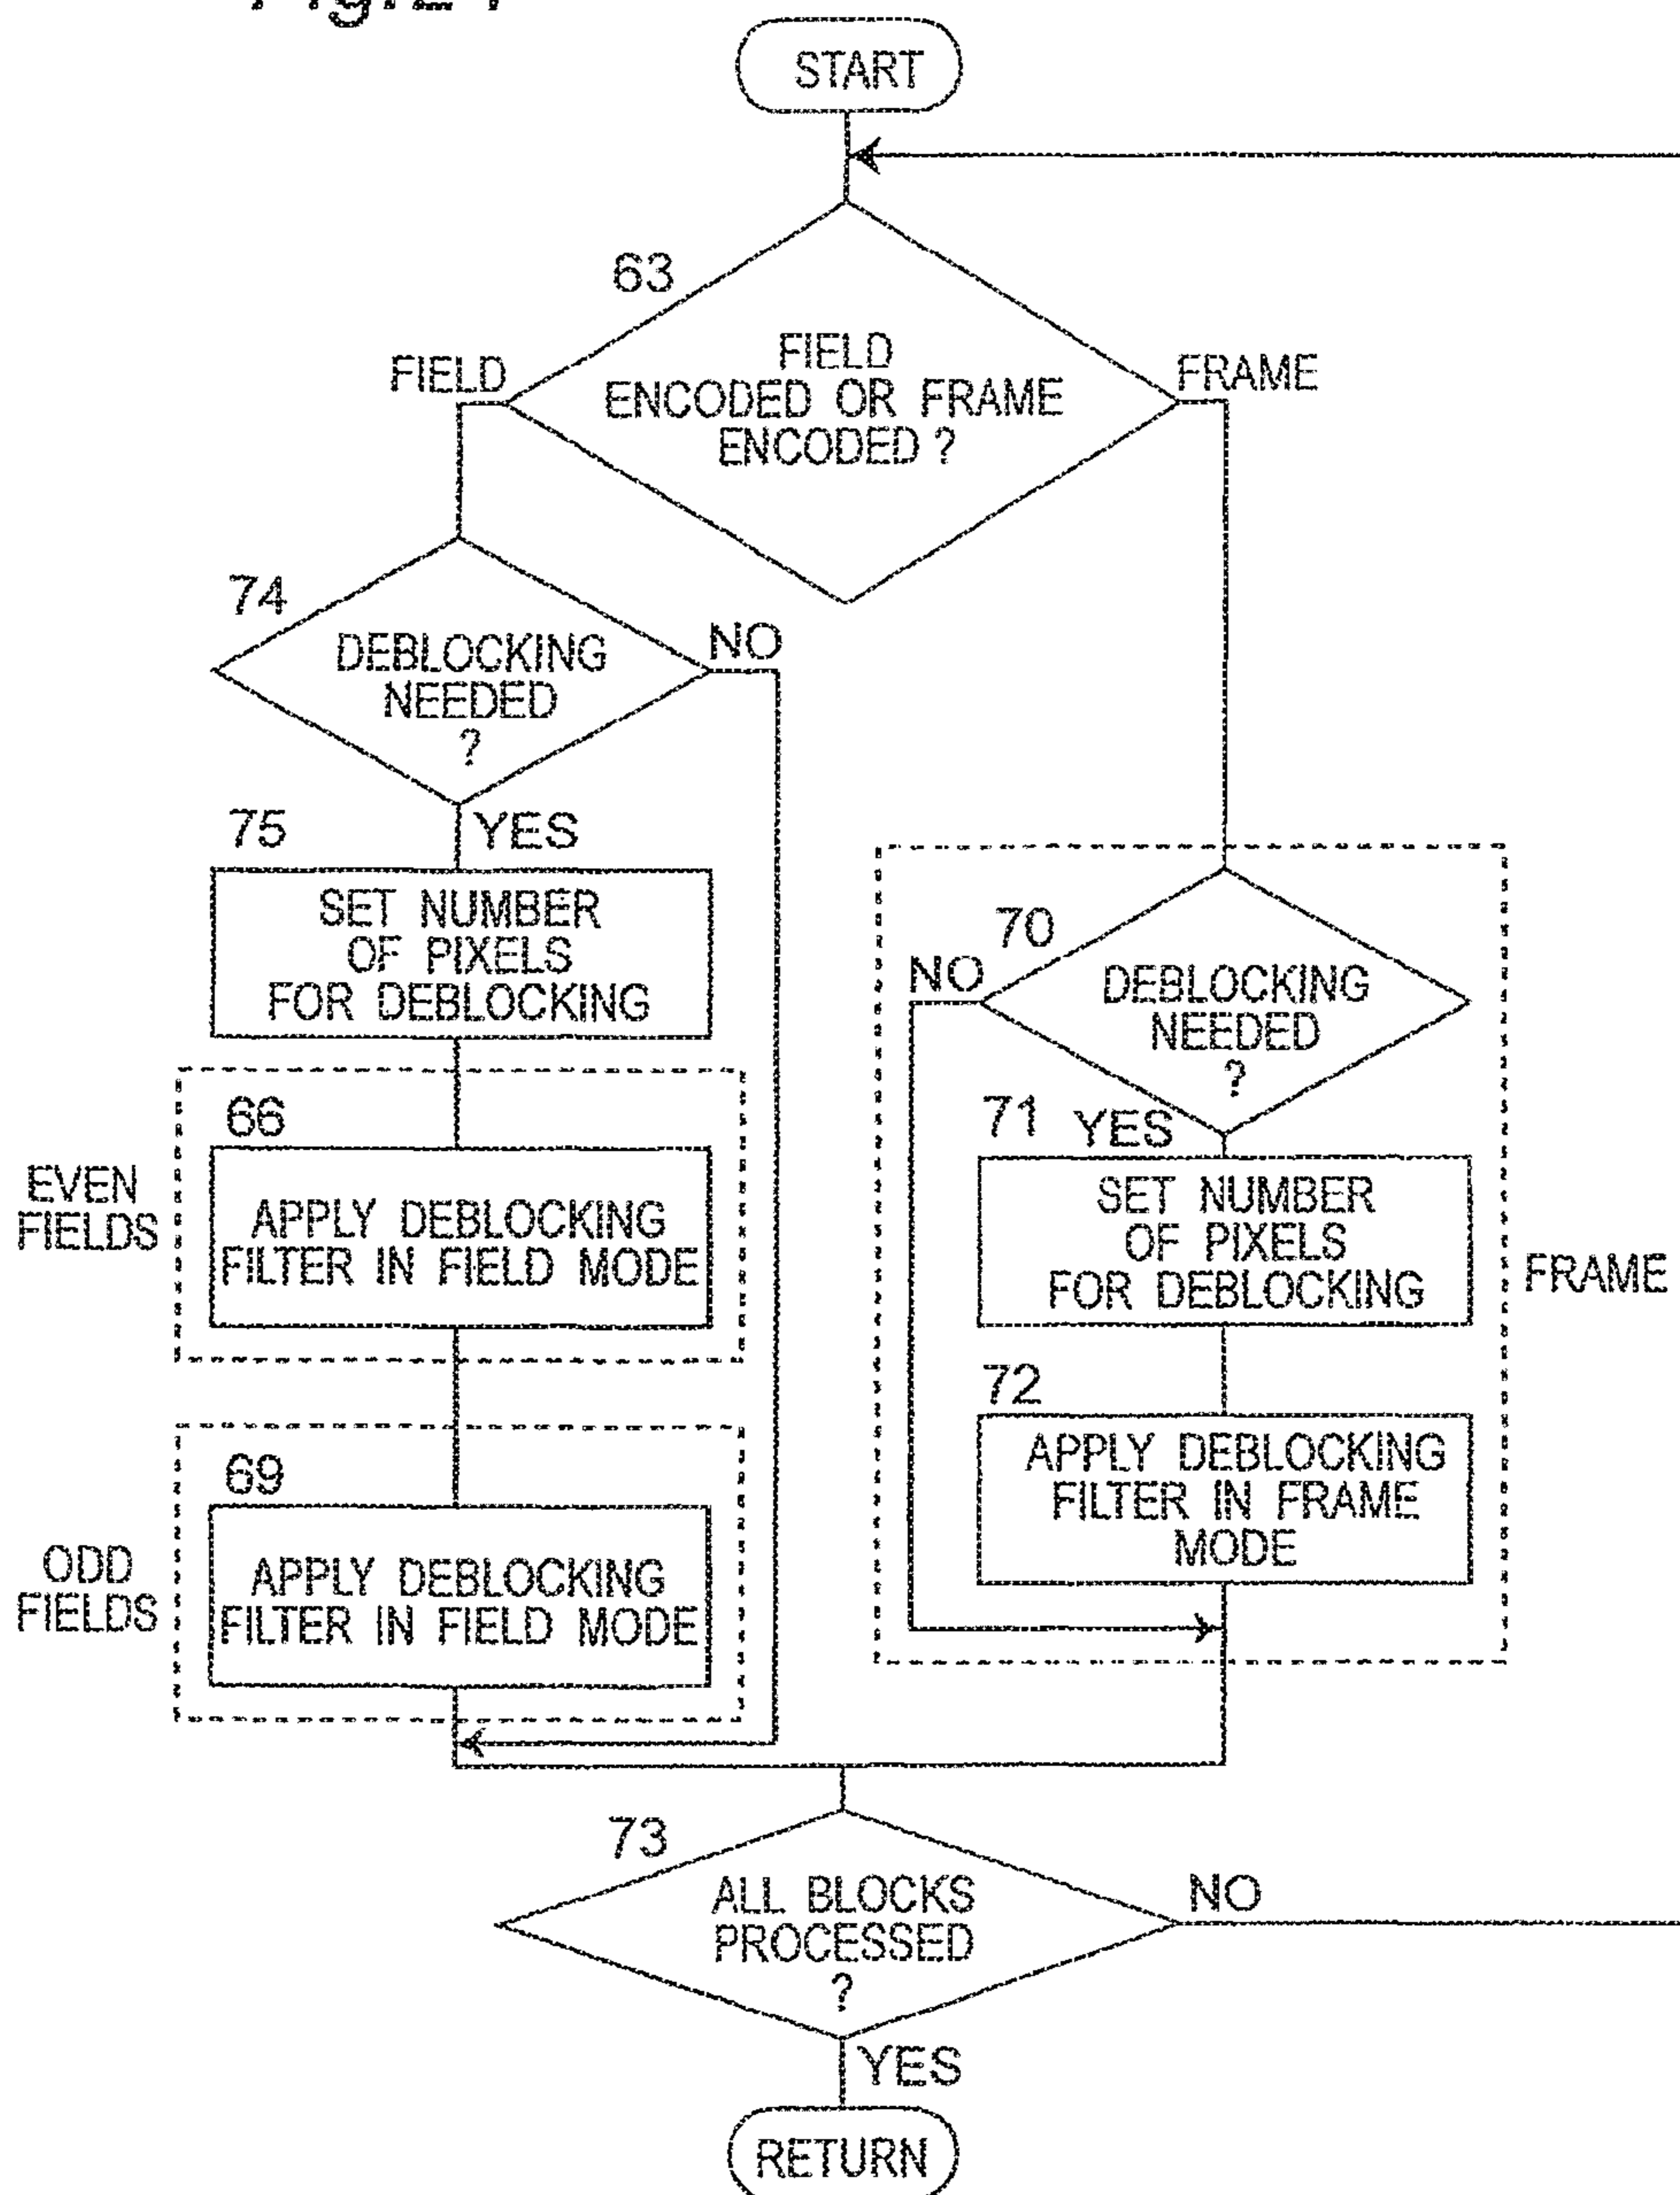 START
63
FIELD
ENCODED OR FRAME
ENCODED ?
FIELD
FRAME
74
DEBLOCKING
NEEDED
?
NO
75
YES
SET NUMBER
OF PIXELS
FOR DEBLOCKING
EVEN
FIELDS
66
APPLY DEBLOCKING
FILTER IN FIELD MODE
ODD
FIELDS
69
APPLY DEBLOCKING
FILTER IN FIELD MODE
70
NO
DEBLOCKING
NEEDED
?
71
YES
SET NUMBER
OF PIXELS
FOR DEBLOCKING
FRAME
72
APPLY DEBLOCKING
FILTER IN FRAME
MODE
73
ALL BLOCKS
PROCESSED
?
NO
YES
RETURN